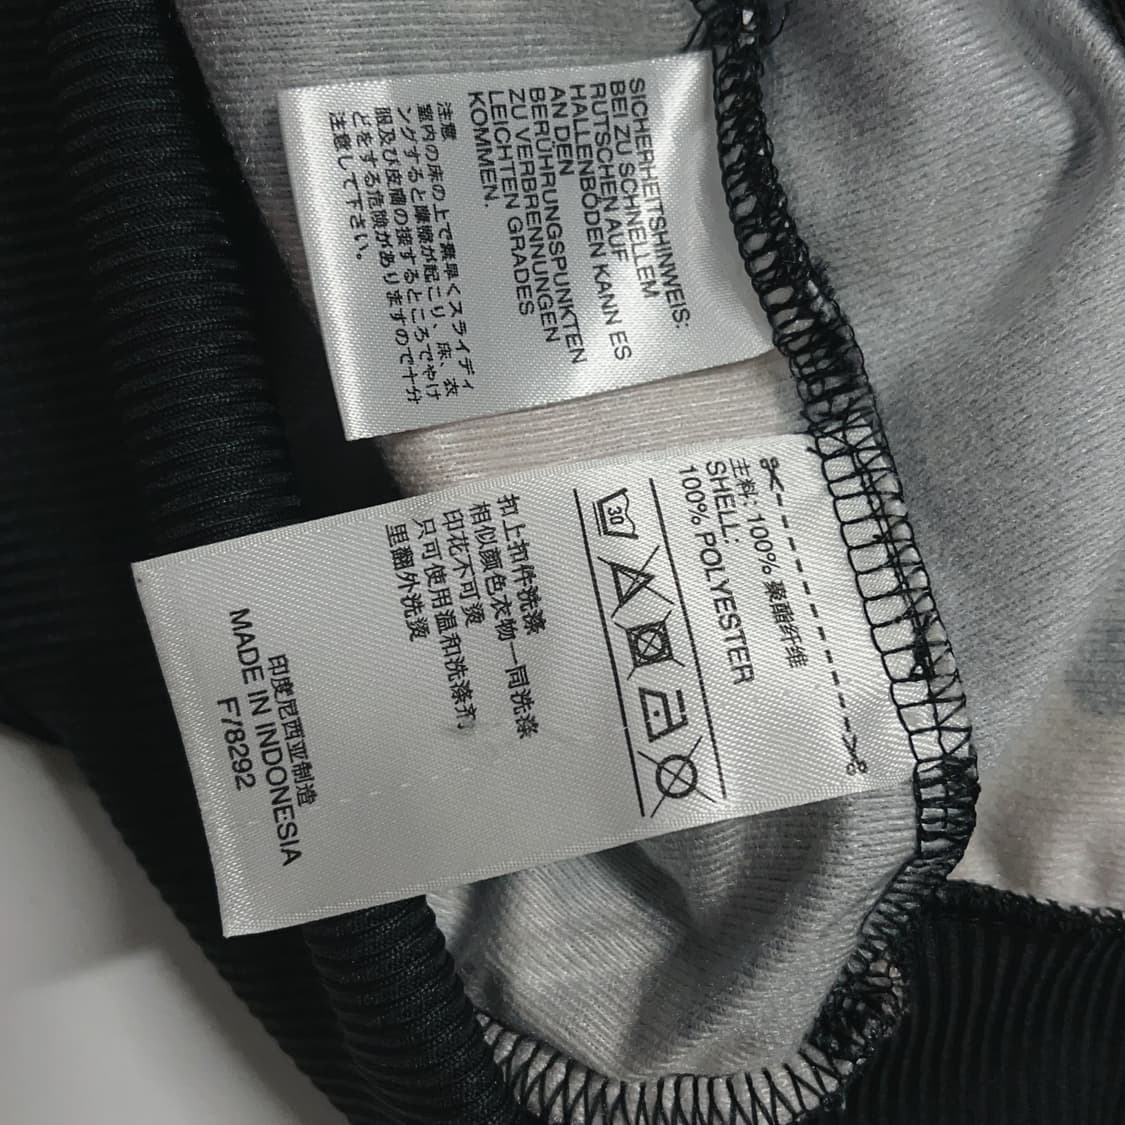 SICHERHEITSHINWEIS:
BEI ZU SCHNELLEM
RUTSCHEN AUF
HALLENBÖDEN KANN ES
AN DEN
BERÜHRUNGSPUNKTEN
ZU VERBRENNUNGEN
LEICHTEN GRADES
KOMMEN.
注意
室内の床の上で素早くスライディ
ングすると摩擦が起こり、床、衣
服及び皮膚の接するところでやけ
どをする危険がありますので十分
注意して下さい。
主料: 100% 聚酯纤维
SHELL:
100% POLYESTER
30
扣上扣件洗涤
相似颜色衣物一同洗涤
印花不可烫
只可使用温和洗涤剂
里翻外洗烫
印度尼西亚制造
MADE IN INDONESIA
F/8292